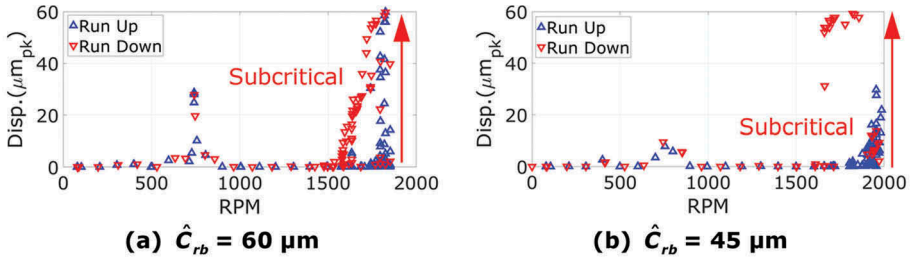 60
40
20
0
Disp.(μm_pk)
Run Up
Run Down
Subcritical
0 500 1000 1500 2000
RPM
(a) Ĉ_rb = 60 μm
60
40
20
0
Disp.(μm_pk)
Run Up
Run Down
Subcritical
0 500 1000 1500 2000
RPM
(b) Ĉ_rb = 45 μm